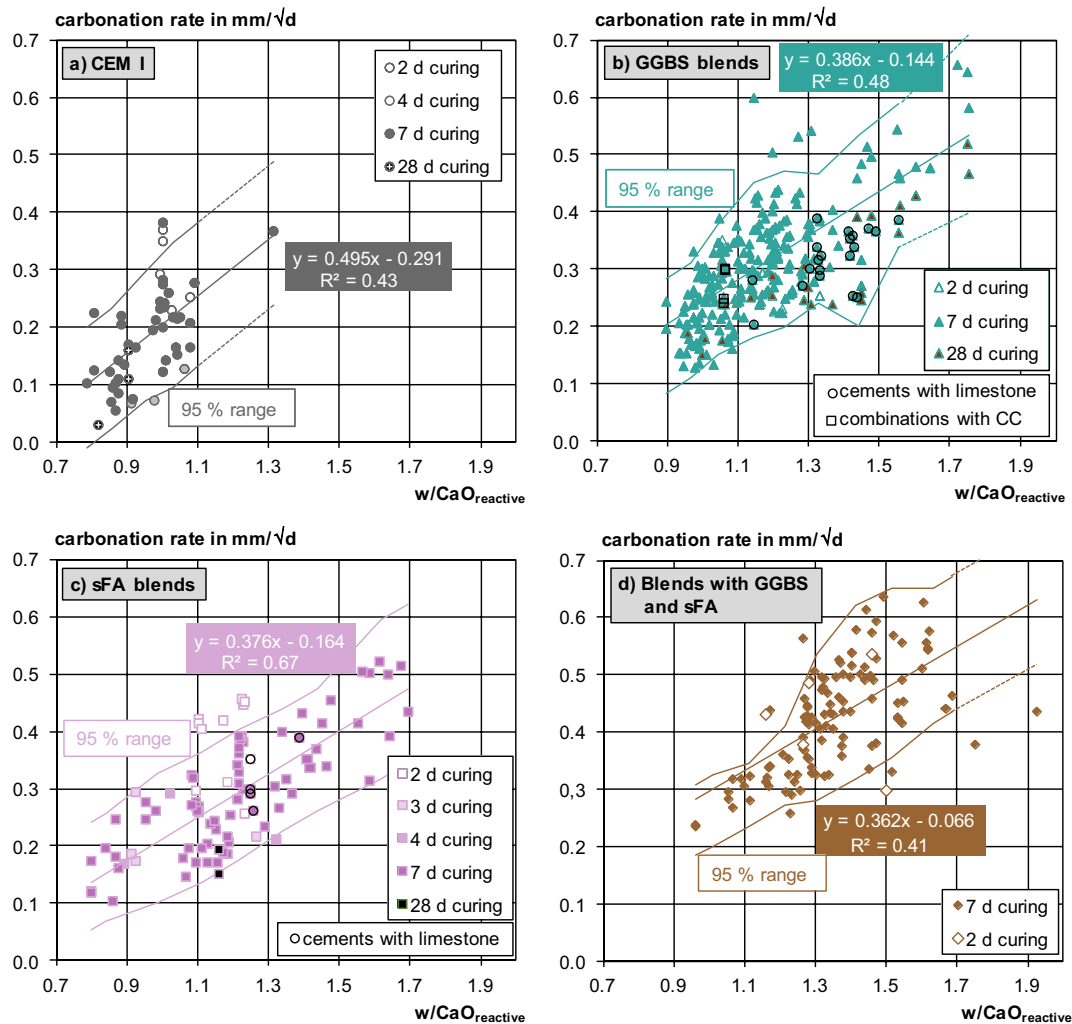 carbonation rate in mm/√d
a) CEM I
2 d curing
4 d curing
7 d curing
28 d curing
y = 0.495x - 0.291
R² = 0.43
95 % range
0.7
0.6
0.5
0.4
0.3
0.2
0.1
0.0
0.7 0.9 1.1 1.3 1.5 1.7 1.9
w/CaOreactive
carbonation rate in mm/√d
b) GGBS blends
y = 0.386x - 0.144
R² = 0.48
95 % range
2 d curing
7 d curing
28 d curing
cements with limestone
combinations with CC
0.7
0.6
0.5
0.4
0.3
0.2
0.1
0.0
0.7 0.9 1.1 1.3 1.5 1.7 1.9
w/CaOreactive
carbonation rate in mm/√d
c) sFA blends
y = 0.376x - 0.164
R² = 0.67
95 % range
2 d curing
3 d curing
4 d curing
7 d curing
28 d curing
cements with limestone
0.7
0.6
0.5
0.4
0.3
0.2
0.1
0.0
0.7 0.9 1.1 1.3 1.5 1.7 1.9
w/CaOreactive
carbonation rate in mm/√d
d) Blends with GGBS
and sFA
y = 0.362x - 0.066
R² = 0.41
95 % range
7 d curing
2 d curing
0.7
0.6
0.5
0.4
0.3
0.2
0.1
0.0
0.7 0.9 1.1 1.3 1.5 1.7 1.9
w/CaOreactive